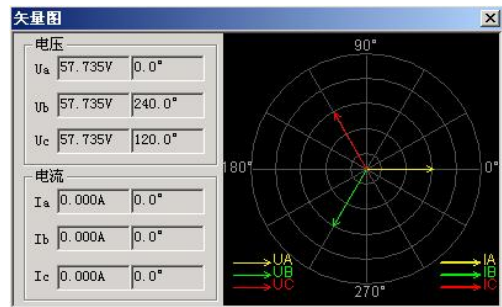 矢量图
电压
Ua 57.735V 0.0°
Ub 57.735V 240.0°
Uc 57.735V 120.0°
电流
Ia 0.000A 0.0°
Ib 0.000A 0.0°
Ic 0.000A 0.0°
90°
180°
0°
270°
UA
UB
UC
IA
IB
IC